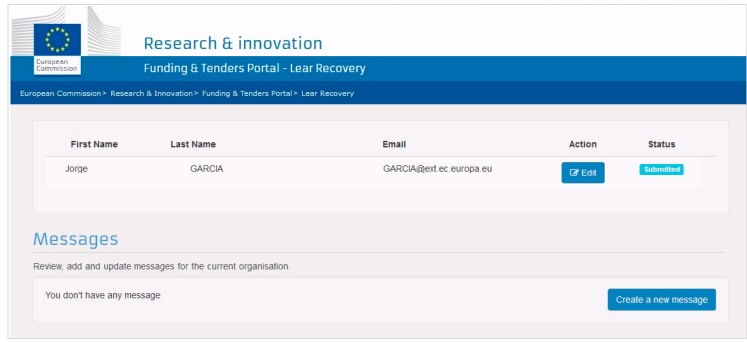 European
Commission
Research & innovation
Funding & Tenders Portal - Lear Recovery
European Commission> Research & Innovation> Funding & Tenders Portal> Lear Recovery
First Name Last Name Email Action Status
Jorge GARCIA GARCIA@ext.ec.europa.eu Edit Submitted
Messages
Review, add and update messages for the current organisation.
You don't have any message Create a new message